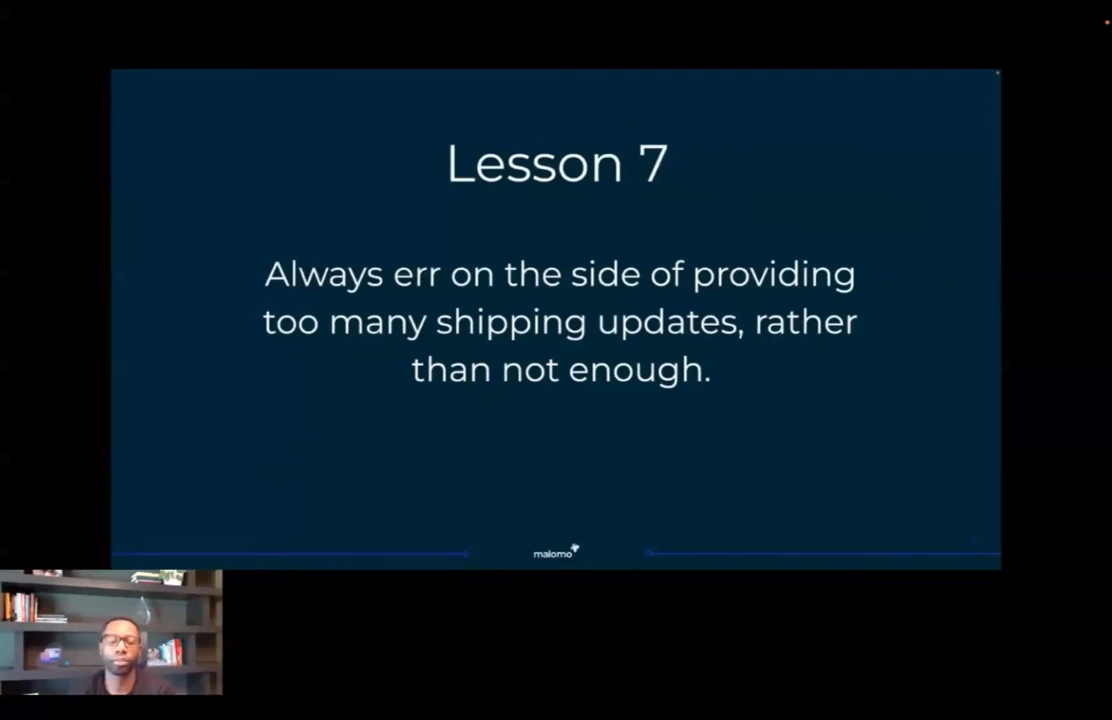 Lesson 7
Always err on the side of providing
too many shipping updates, rather
than not enough.
malomo